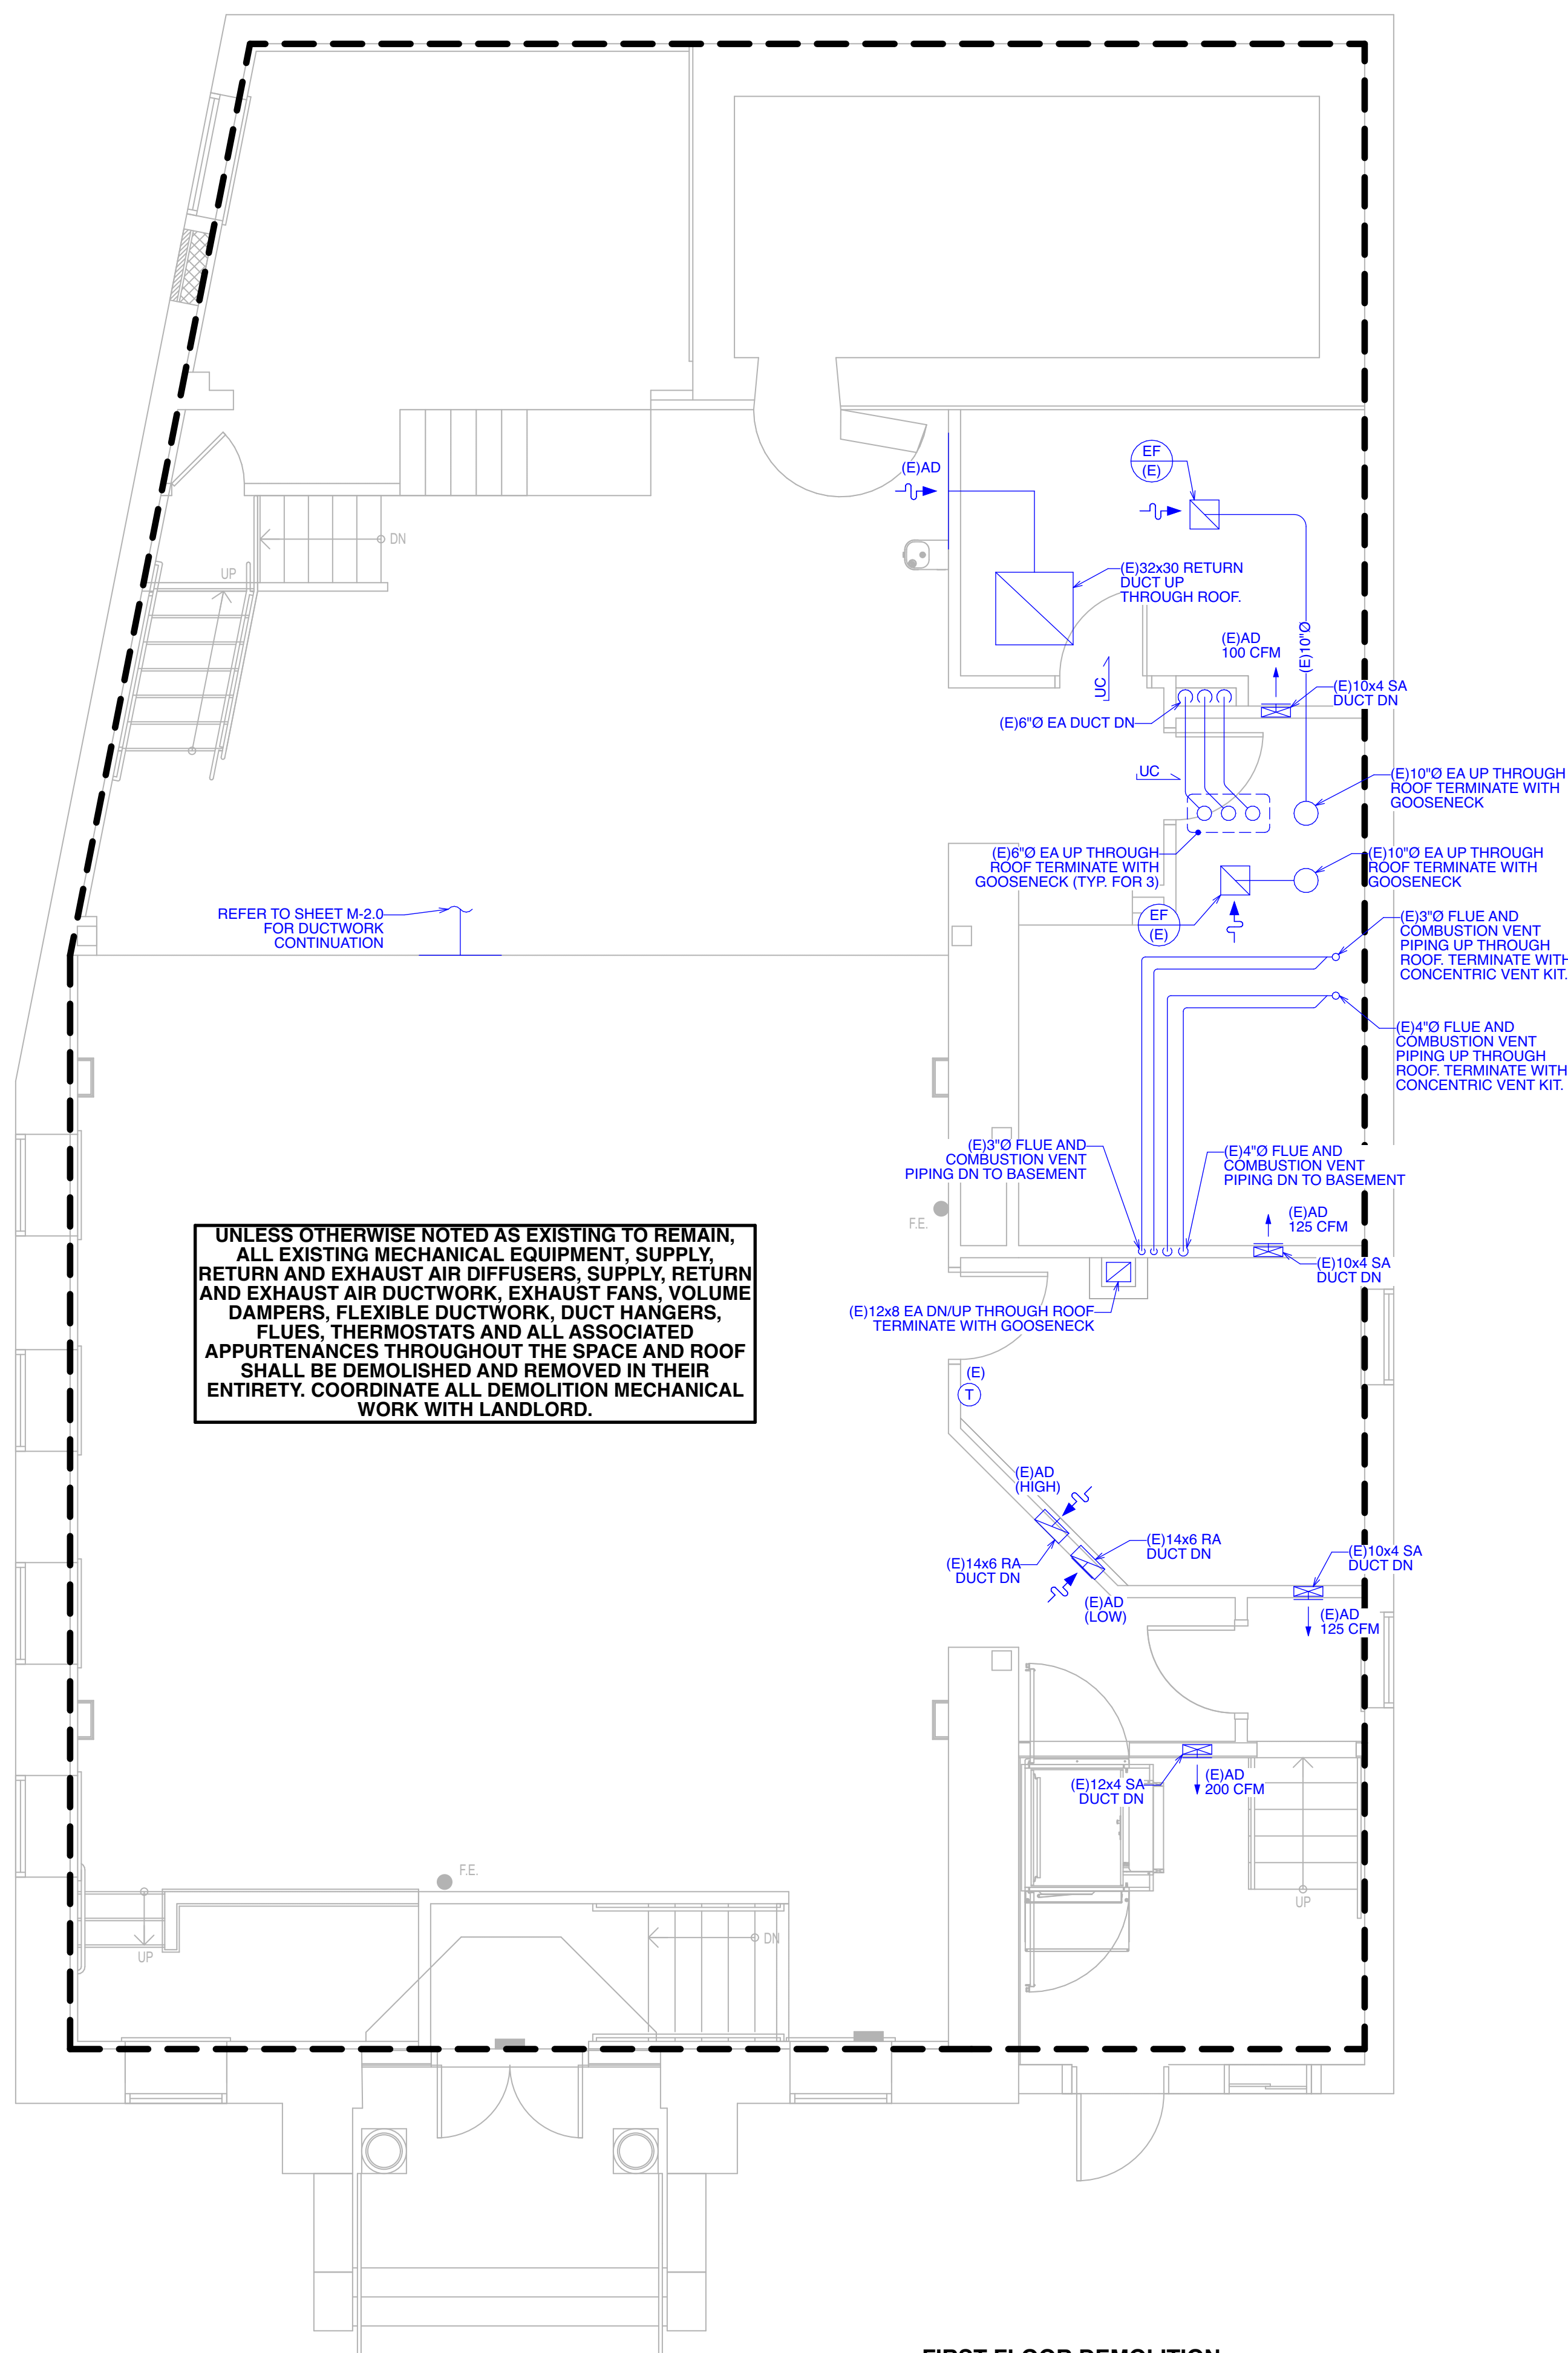 (E)AD
EF
(E)
(E)32x30 RETURN
DUCT UP
THROUGH ROOF.
DN
UP
UC
(E)AD
100 CFM
(E)10"Ø
(E)10x4 SA
DUCT DN
(E)6"Ø EA DUCT DN
UC
(E)10"Ø EA UP THROUGH
ROOF TERMINATE WITH
GOOSENECK
(E)6"Ø EA UP THROUGH
ROOF TERMINATE WITH
GOOSENECK (TYP. FOR 3)
(E)10"Ø EA UP THROUGH
ROOF TERMINATE WITH
GOOSENECK
EF
(E)
REFER TO SHEET M-2.0
FOR DUCTWORK
CONTINUATION
(E)3"Ø FLUE AND
COMBUSTION VENT
PIPING UP THROUGH
ROOF. TERMINATE WITH
CONCENTRIC VENT KIT.
(E)4"Ø FLUE AND
COMBUSTION VENT
PIPING UP THROUGH
ROOF. TERMINATE WITH
CONCENTRIC VENT KIT.
(E)3"Ø FLUE AND
COMBUSTION VENT
PIPING DN TO BASEMENT
(E)4"Ø FLUE AND
COMBUSTION VENT
PIPING DN TO BASEMENT
F.E.
(E)AD
125 CFM
(E)10x4 SA
DUCT DN
UNLESS OTHERWISE NOTED AS EXISTING TO REMAIN,
ALL EXISTING MECHANICAL EQUIPMENT, SUPPLY,
RETURN AND EXHAUST AIR DIFFUSERS, SUPPLY, RETURN
AND EXHAUST AIR DUCTWORK, EXHAUST FANS, VOLUME
DAMPERS, FLEXIBLE DUCTWORK, DUCT HANGERS,
FLUES, THERMOSTATS AND ALL ASSOCIATED
APPURTENANCES THROUGHOUT THE SPACE AND ROOF
SHALL BE DEMOLISHED AND REMOVED IN THEIR
ENTIRETY. COORDINATE ALL DEMOLITION MECHANICAL
WORK WITH LANDLORD.
(E)12x8 EA DN/UP THROUGH ROOF
TERMINATE WITH GOOSENECK
(E)
T
(E)AD
(HIGH)
(E)14x6 RA
DUCT DN
(E)14x6 RA
DUCT DN
(E)AD
(LOW)
(E)10x4 SA
DUCT DN
(E)AD
125 CFM
(E)12x4 SA
DUCT DN
(E)AD
200 CFM
UP
F.E.
DN
UP
FIRST FLOOR DEMOLITION